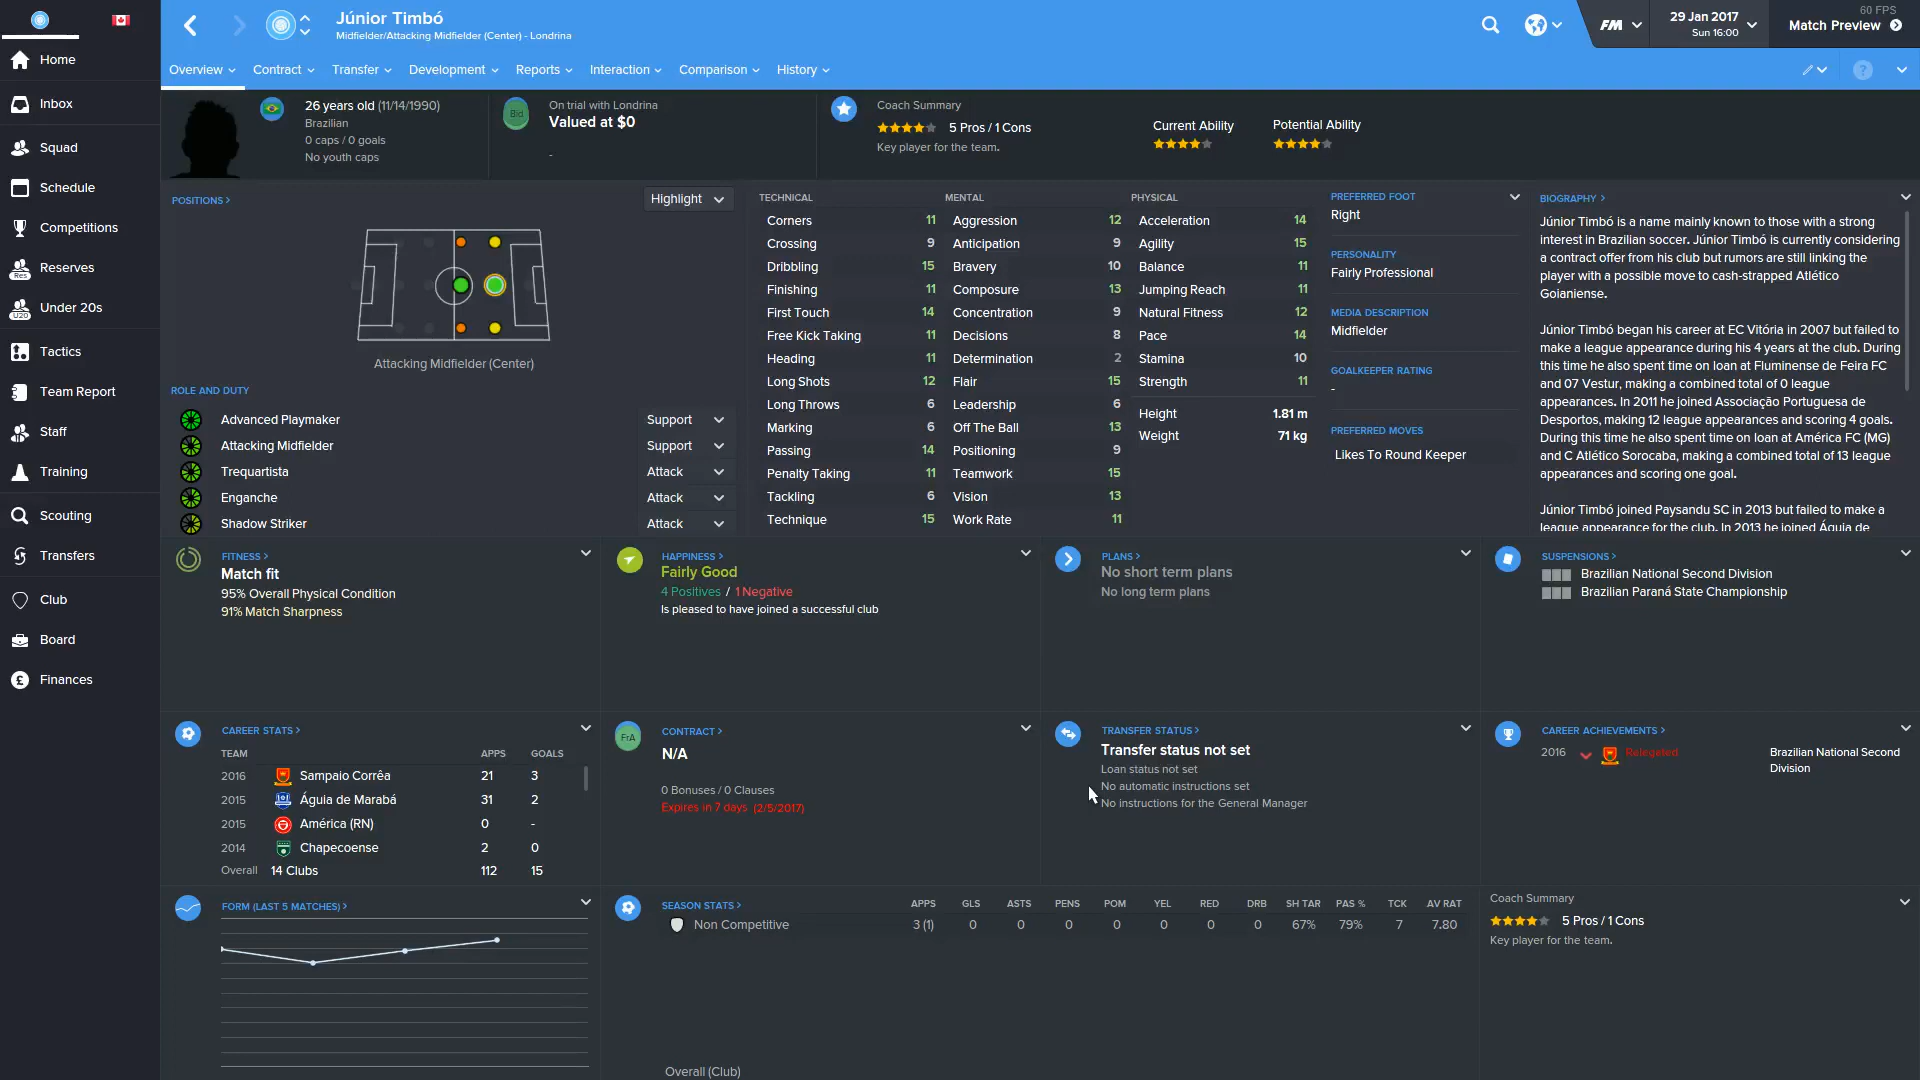 Júnior Timbó
Midfielder/Attacking Midfielder (Center) - Londrina
FM
29 Jan 2017
Sun 16:00
60 FPS
Match Preview
Home
Inbox
Squad
Schedule
Competitions
Res
Reserves
U20
Under 20s
Tactics
Team Report
Staff
Training
Scouting
Transfers
Club
Board
£
Finances
Overview
Contract
Transfer
Development
Reports
Interaction
Comparison
History
?
26 years old (11/14/1990)
Brazilian
0 caps / 0 goals
No youth caps
Bid
On trial with Londrina
Valued at $0
-
Coach Summary
5 Pros / 1 Cons
Key player for the team.
Current Ability
Potential Ability
POSITIONS >
Highlight
Attacking Midfielder (Center)
ROLE AND DUTY
Advanced Playmaker Support
Attacking Midfielder Support
Trequartista Attack
Enganche Attack
Shadow Striker Attack
TECHNICAL
Corners 11
Crossing 9
Dribbling 15
Finishing 11
First Touch 14
Free Kick Taking 11
Heading 11
Long Shots 12
Long Throws 6
Marking 6
Passing 14
Penalty Taking 11
Tackling 6
Technique 15
MENTAL
Aggression 12
Anticipation 9
Bravery 10
Composure 13
Concentration 9
Decisions 8
Determination 2
Flair 15
Leadership 6
Off The Ball 13
Positioning 9
Teamwork 15
Vision 13
Work Rate 11
PHYSICAL
Acceleration 14
Agility 15
Balance 11
Jumping Reach 11
Natural Fitness 12
Pace 14
Stamina 10
Strength 11
Height 1.81 m
Weight 71 kg
PREFERRED FOOT
Right
PERSONALITY
Fairly Professional
MEDIA DESCRIPTION
Midfielder
GOALKEEPER RATING
-
PREFERRED MOVES
Likes To Round Keeper
BIOGRAPHY >
Júnior Timbó is a name mainly known to those with a strong
interest in Brazilian soccer. Júnior Timbó is currently considering
a contract offer from his club but rumors are still linking the
player with a possible move to cash-strapped Atlético
Goianiense.
Júnior Timbó began his career at EC Vitória in 2007 but failed to
make a league appearance during his 4 years at the club. During
this time he also spent time on loan at Fluminense de Feira FC
and 07 Vestur, making a combined total of 0 league
appearances. In 2011 he joined Associação Portuguesa de
Desportos, making 12 league appearances and scoring 4 goals.
During this time he also spent time on loan at América FC (MG)
and C Atlético Sorocaba, making a combined total of 13 league
appearances and scoring one goal.
Júnior Timbó joined Paysandu SC in 2013 but failed to make a
league appearance for the club. In 2013 he joined Águia de
FITNESS >
Match fit
95% Overall Physical Condition
91% Match Sharpness
HAPPINESS >
Fairly Good
4 Positives / 1 Negative
Is pleased to have joined a successful club
PLANS >
No short term plans
No long term plans
SUSPENSIONS >
Brazilian National Second Division
Brazilian Paraná State Championship
CAREER STATS >
TEAM APPS GOALS
2016 Sampaio Corrêa 21 3
2015 Águia de Marabá 31 2
2015 América (RN) 0 -
2014 Chapecoense 2 0
Overall 14 Clubs 112 15
FrA
CONTRACT >
N/A
0 Bonuses / 0 Clauses
Expires in 7 days (2/5/2017)
TRANSFER STATUS >
Transfer status not set
Loan status not set
No automatic instructions set
No instructions for the General Manager
CAREER ACHIEVEMENTS >
2016 Relegated Brazilian National Second
Division
FORM (LAST 5 MATCHES) >
SEASON STATS > APPS GLS ASTS PENS POM YEL RED DRB SH TAR PAS % TCK AV RAT
Non Competitive 3 (1) 0 0 0 0 0 0 0 67% 79% 7 7.80
Overall (Club)
Coach Summary
5 Pros / 1 Cons
Key player for the team.